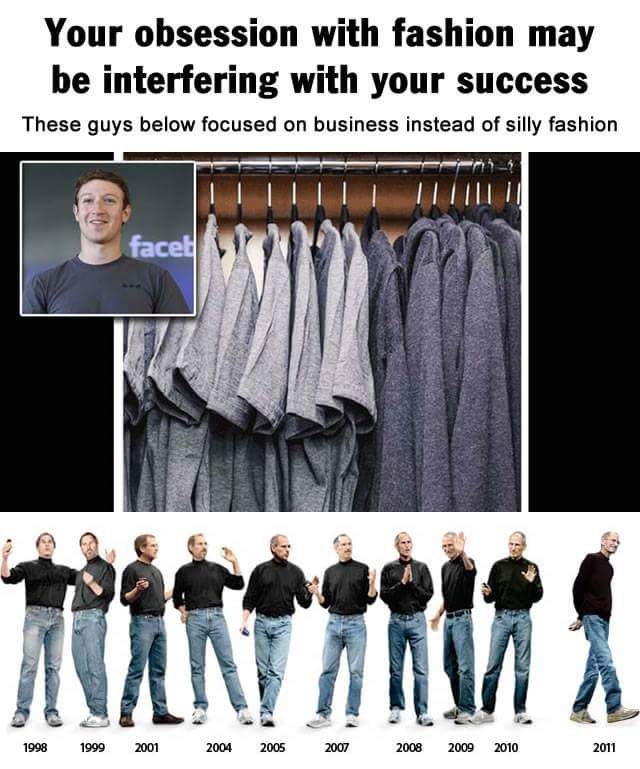 Your obsession with fashion may
be interfering with your success
These guys below focused on business instead of silly fashion
faceb
1998 1999 2001 2004 2005 2007 2008 2009 2010 2011